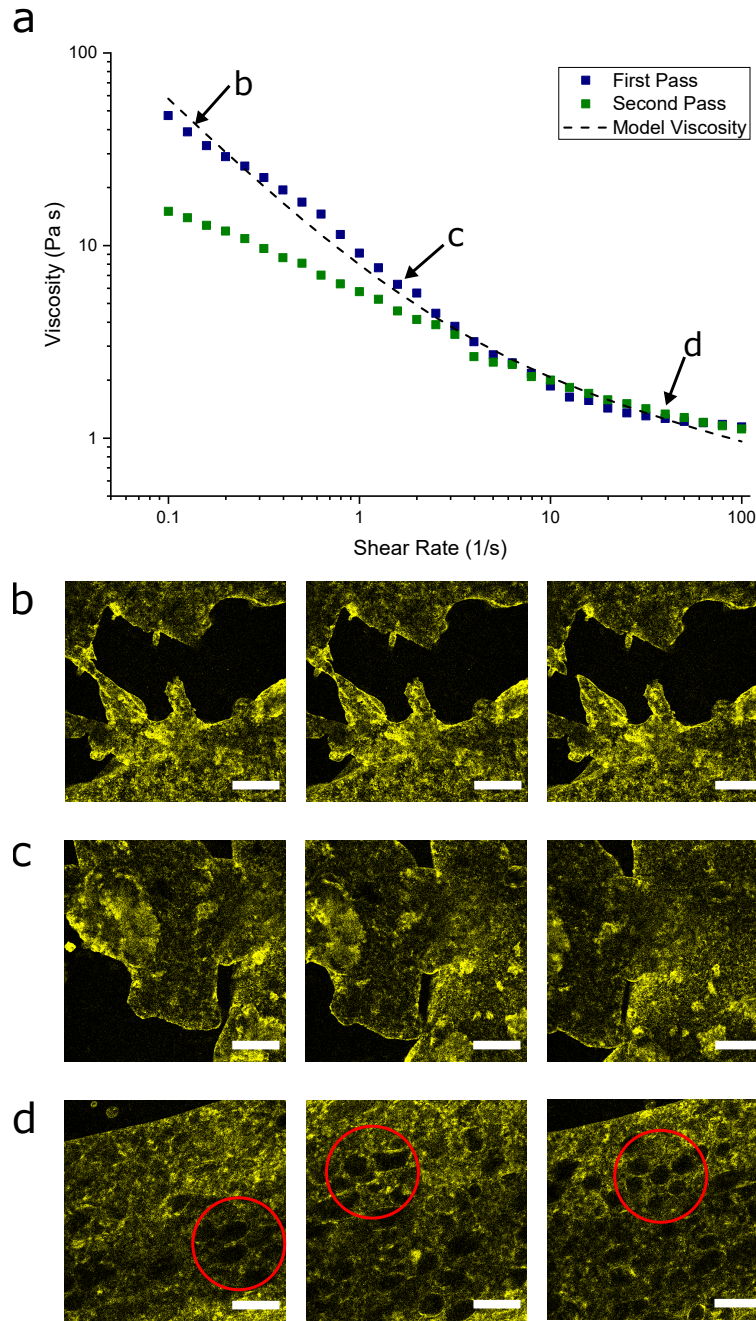 a
100
10
1
Viscosity (Pa s)
0.1
1
10
100
Shear Rate (1/s)
First Pass
Second Pass
Model Viscosity
b
c
d
b
c
d